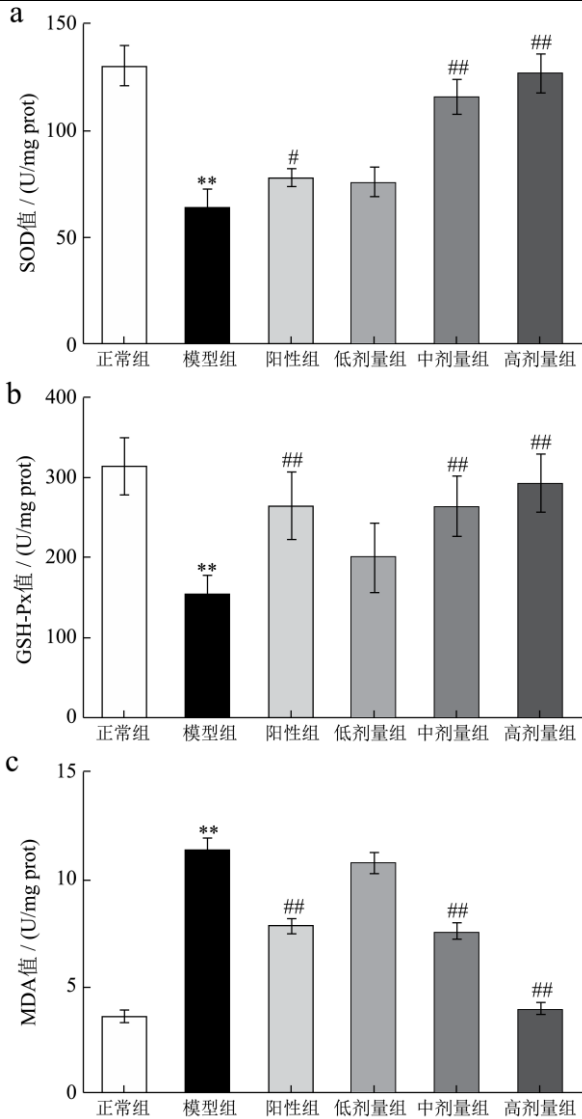 a
SOD值 / (U/mg prot)
150
100
50
0
**
#
##
##
正常组 模型组 阳性组 低剂量组 中剂量组 高剂量组
b
GSH-Px值 / (U/mg prot)
400
300
200
100
0
**
##
##
##
正常组 模型组 阳性组 低剂量组 中剂量组 高剂量组
c
MDA值 / (U/mg prot)
15
10
5
0
**
##
##
##
正常组 模型组 阳性组 低剂量组 中剂量组 高剂量组